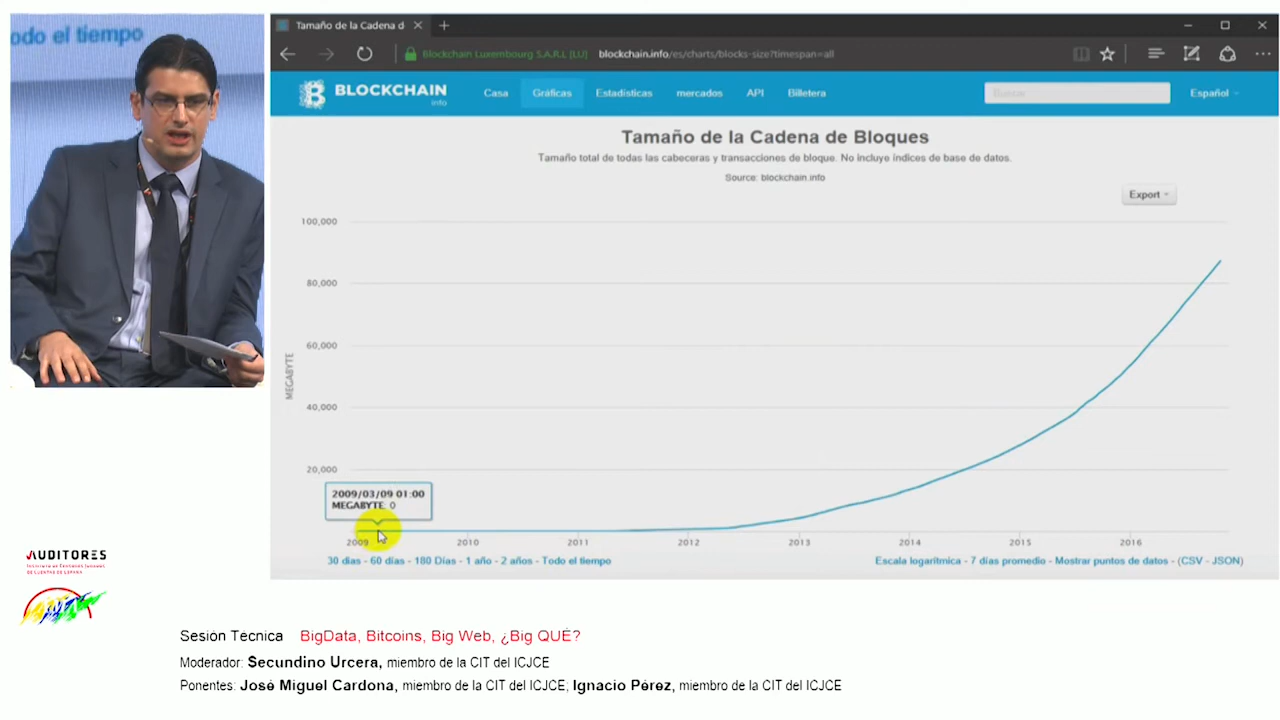 odo el tiempo
Tamaño de la Cadena d
Blockchain Luxembourg S.A.R.L [LU] blockchain.info/es/charts/blocks-size?timespan=all
BLOCKCHAIN
info
Casa Gráficas Estadísticas mercados API Billetera
Buscar
Español
Tamaño de la Cadena de Bloques
Tamaño total de todas las cabeceras y transacciones de bloque. No incluye índices de base de datos.
Source: blockchain.info
Export
100,000
80,000
60,000
40,000
20,000
MEGABYTE
2009/03/09 01:00
MEGABYTE: 0
2009 2010 2011 2012 2013 2014 2015 2016
30 días - 60 días - 180 Días - 1 año - 2 años - Todo el tiempo
Escala logarítmica - 7 días promedio - Mostrar puntos de datos - (CSV - JSON)
AUDITORES
DE CUENTAS DE ESPAÑA
Sesión Técnica BigData, Bitcoins, Big Web, ¿Big QUÉ?
Moderador: Secundino Urcera, miembro de la CIT del ICJCE
Ponentes: José Miguel Cardona, miembro de la CIT del ICJCE; Ignacio Pérez, miembro de la CIT del ICJCE